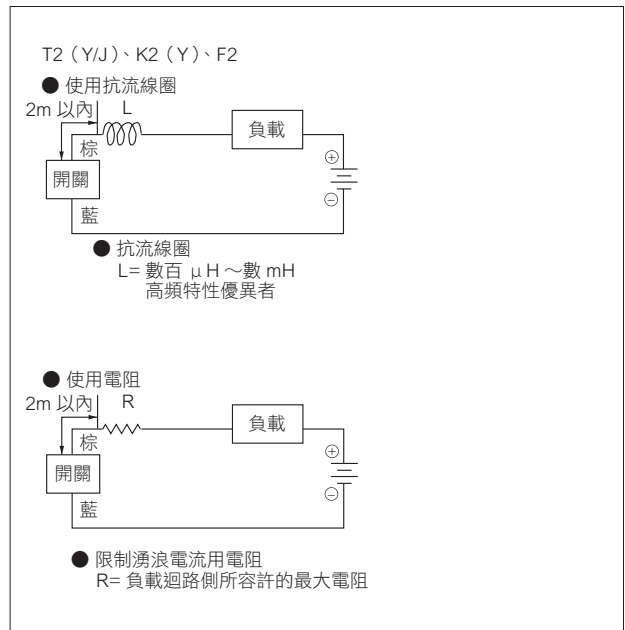 T2（Y/J）、K2（Y）、F2
● 使用抗流線圈
2m 以內 L
棕
負載
⊕
開關
⊖
藍
● 抗流線圈
L= 數百 μH ～數 mH
高頻特性優異者
● 使用電阻
2m 以內 R
棕
負載
⊕
開關
⊖
藍
● 限制湧浪電流用電阻
R= 負載迴路側所容許的最大電阻